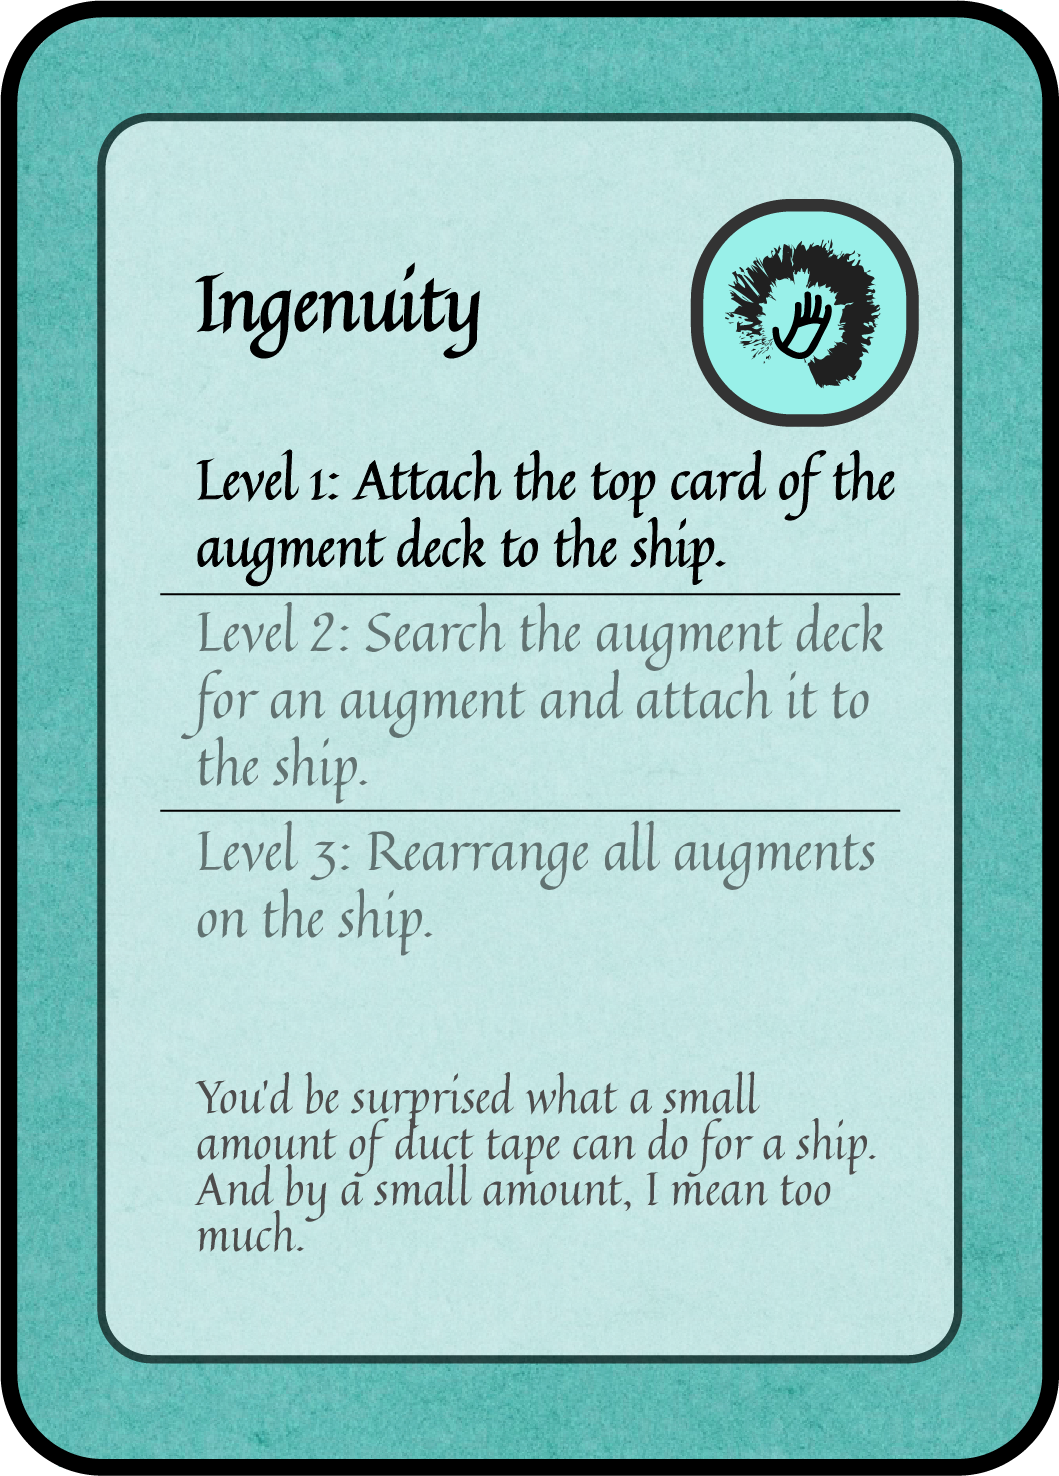 Ingenuity
Level 1: Attach the top card of the
augment deck to the ship.
Level 2: Search the augment deck
for an augment and attach it to
the ship.
Level 3: Rearrange all augments
on the ship.
You'd be surprised what a small
amount of duct tape can do for a ship.
And by a small amount, I mean too
much.